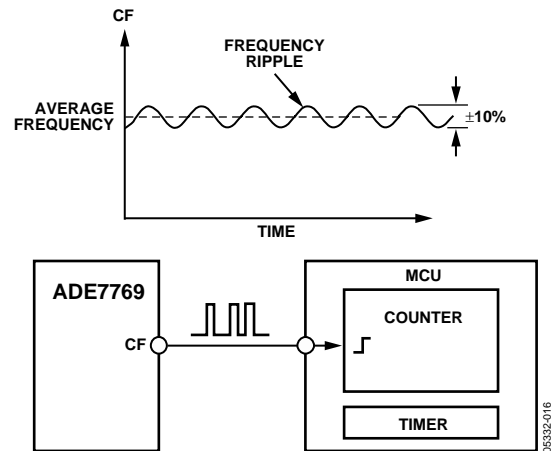 CF
FREQUENCY
RIPPLE
AVERAGE
FREQUENCY
±10%
TIME
ADE7769
CF
MCU
COUNTER
TIMER
05332-016